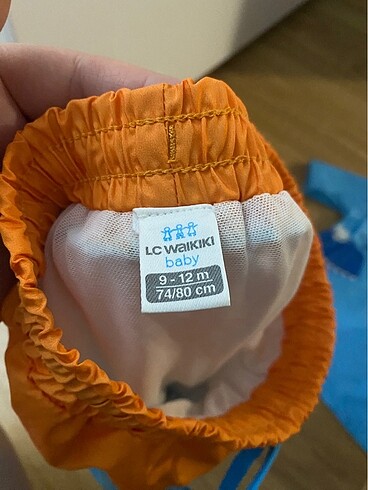 LC WAIKIKI
baby
9 - 12 m
74/80 cm